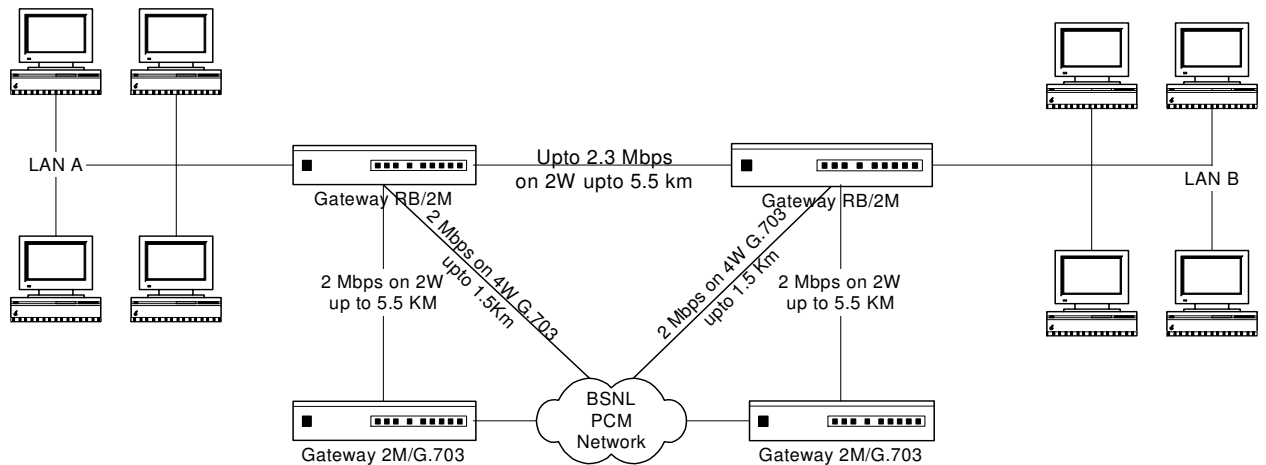 LAN A
Upto 2.3 Mbps
on 2W upto 5.5 km
LAN B
Gateway RB/2M
Gateway RB/2M
2 Mbps on 2W
up to 5.5 KM
2 Mbps on 4W G.703
upto 1.5Km
2 Mbps on 4W G.703
upto 1.5 Km
2 Mbps on 2W
up to 5.5 KM
BSNL
PCM
Network
Gateway 2M/G.703
Gateway 2M/G.703